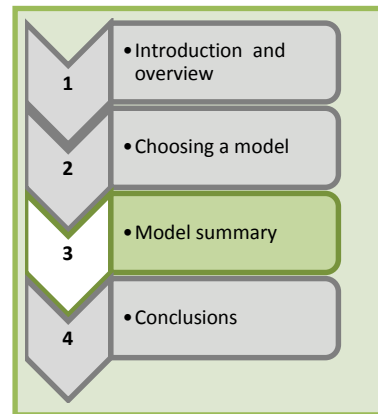 1
•Introduction and
overview
2
•Choosing a model
3
•Model summary
4
•Conclusions